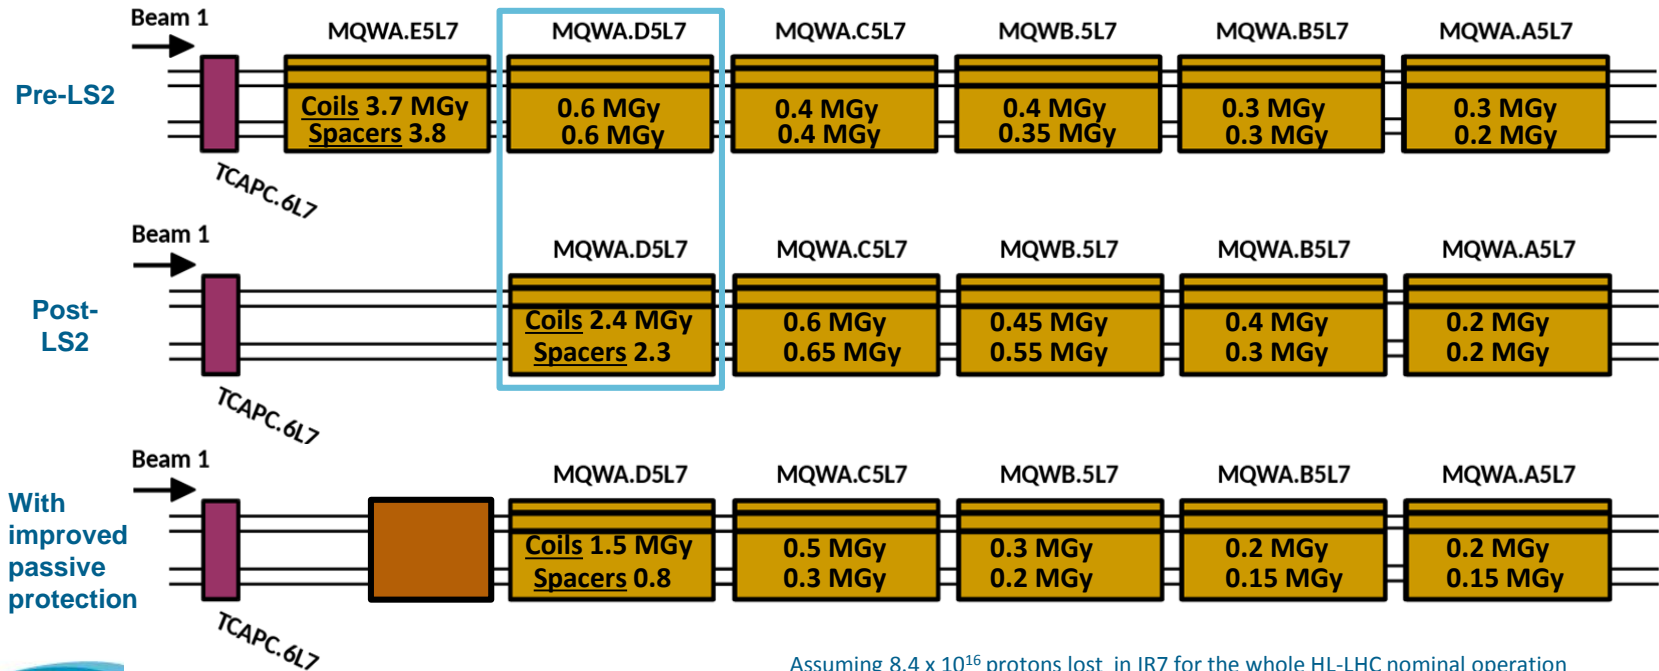 Beam 1
MQWA.E5L7 MQWA.D5L7 MQWA.C5L7 MQWB.5L7 MQWA.B5L7 MQWA.A5L7
Pre-LS2
Coils 3.7 MGy 0.6 MGy 0.4 MGy 0.4 MGy 0.3 MGy 0.3 MGy
Spacers 3.8 0.6 MGy 0.4 MGy 0.35 MGy 0.3 MGy 0.2 MGy
TCAPC.6L7
Beam 1
MQWA.D5L7 MQWA.C5L7 MQWB.5L7 MQWA.B5L7 MQWA.A5L7
Post-
LS2
Coils 2.4 MGy 0.6 MGy 0.45 MGy 0.4 MGy 0.2 MGy
Spacers 2.3 0.65 MGy 0.55 MGy 0.3 MGy 0.2 MGy
TCAPC.6L7
Beam 1
MQWA.D5L7 MQWA.C5L7 MQWB.5L7 MQWA.B5L7 MQWA.A5L7
With
improved
passive
protection
Coils 1.5 MGy 0.5 MGy 0.3 MGy 0.2 MGy 0.2 MGy
Spacers 0.8 0.3 MGy 0.2 MGy 0.15 MGy 0.15 MGy
TCAPC.6L7
Assuming 8.4 x 10¹⁶ protons lost in IR7 for the whole HL-LHC nominal operation